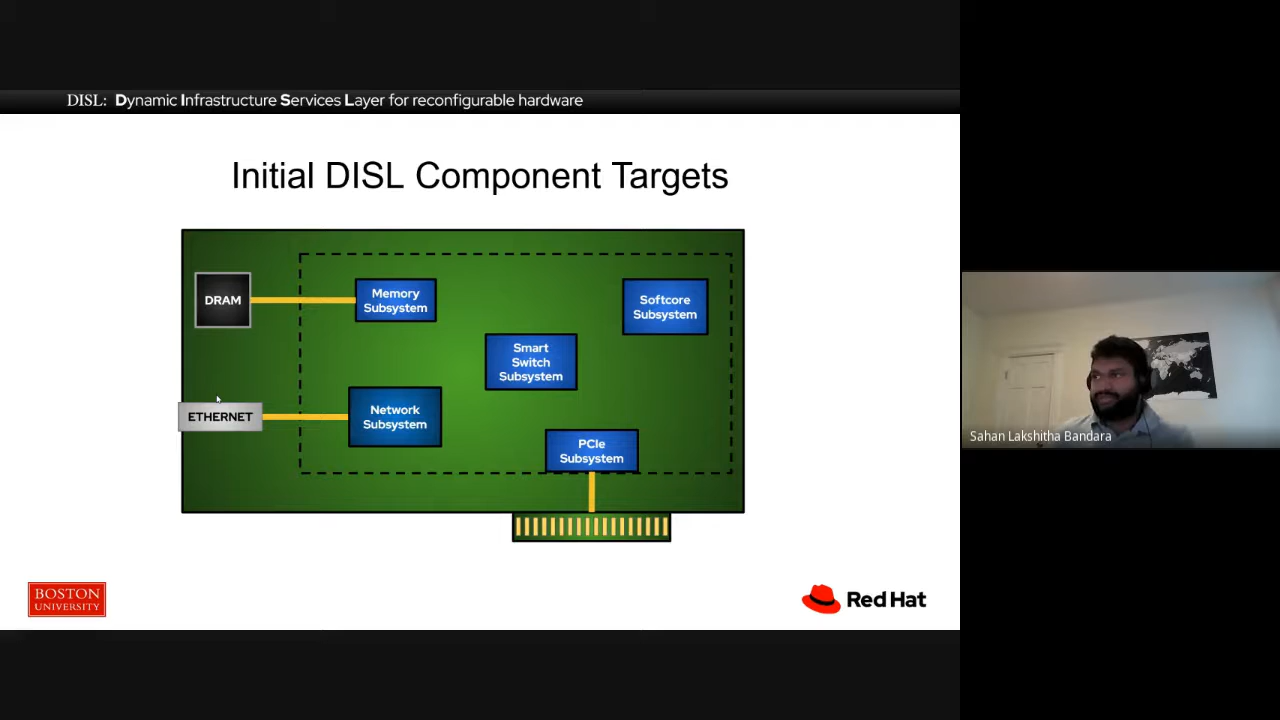 DISL: Dynamic Infrastructure Services Layer for reconfigurable hardware
Initial DISL Component Targets
DRAM
Memory
Subsystem
Softcore
Subsystem
Smart
Switch
Subsystem
ETHERNET
Network
Subsystem
PCIe
Subsystem
BOSTON
UNIVERSITY
Red Hat
Sahan Lakshitha Bandara